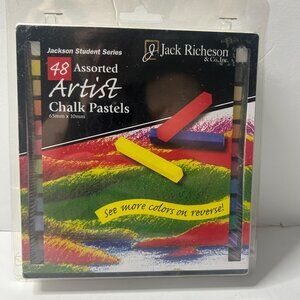 Jackson Student Series
48 Assorted
Artist
Chalk Pastels
65mm x 10mm
Jack Richeson
& Co., Inc.
See more colors on reverse!